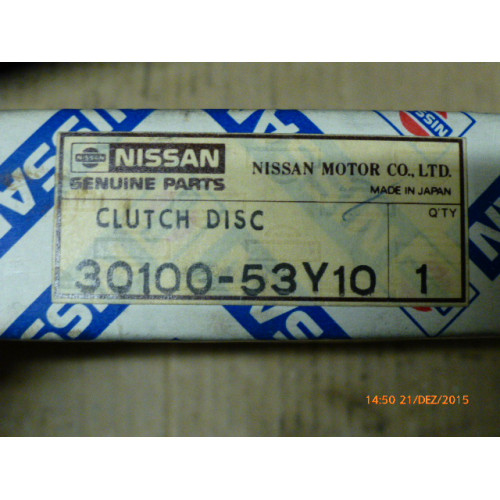 NISSAN
GENUINE PARTS
NISSAN MOTOR CO., LTD.
MADE IN JAPAN
CLUTCH DISC
Q'TY
30100-53Y10
1
14:50 21/DEZ/2015